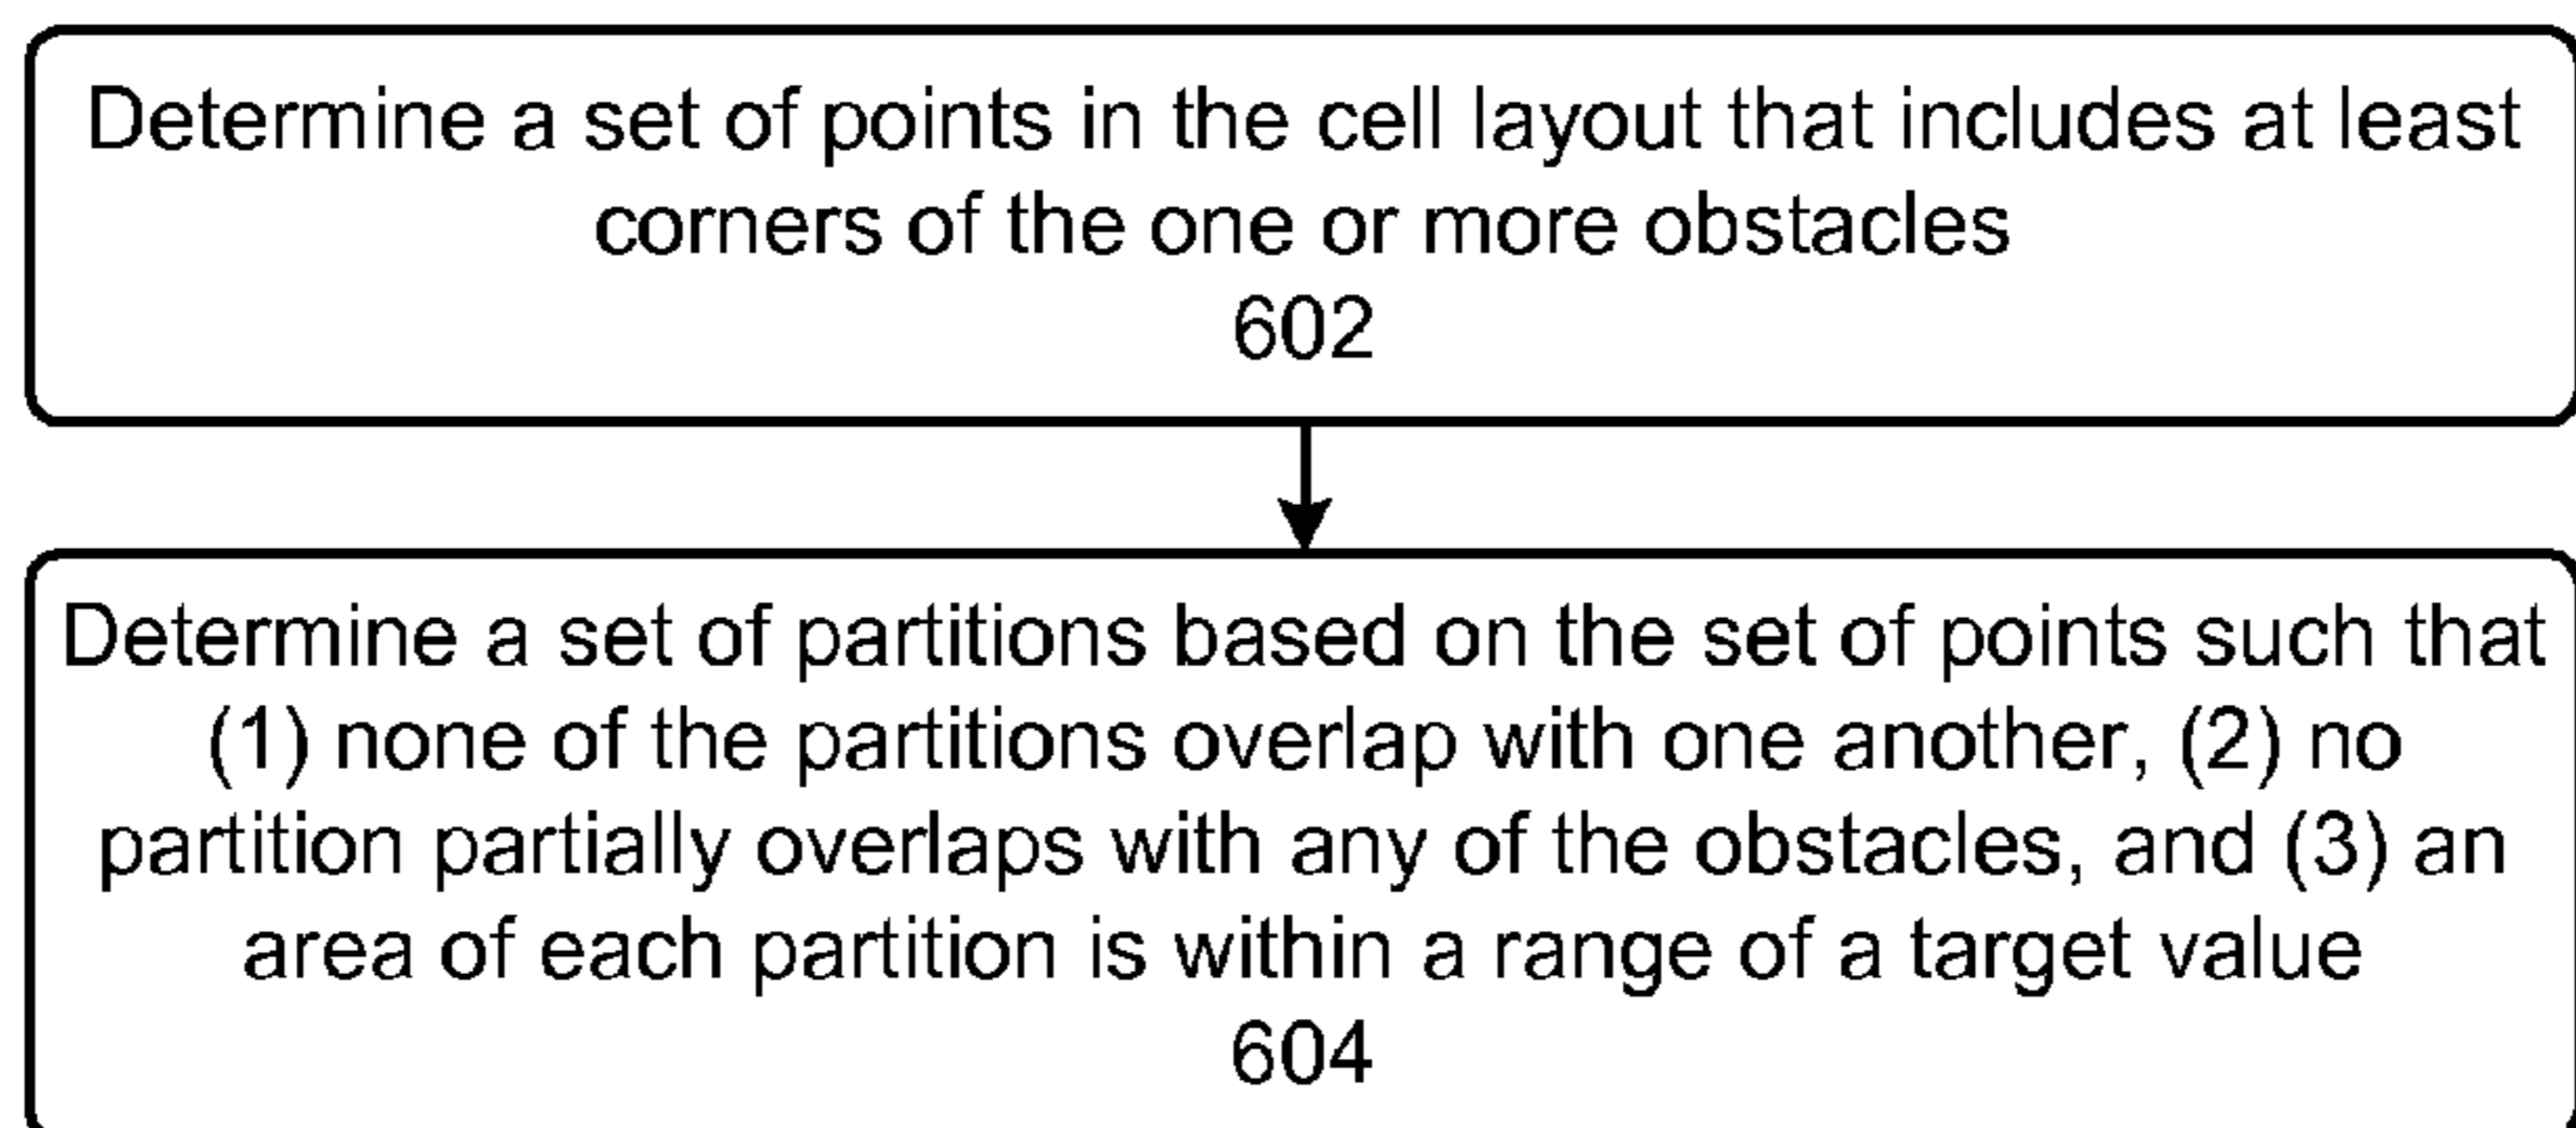 Determine a set of points in the cell layout that includes at least
corners of the one or more obstacles
602
Determine a set of partitions based on the set of points such that
(1) none of the partitions overlap with one another, (2) no
partition partially overlaps with any of the obstacles, and (3) an
area of each partition is within a range of a target value
604